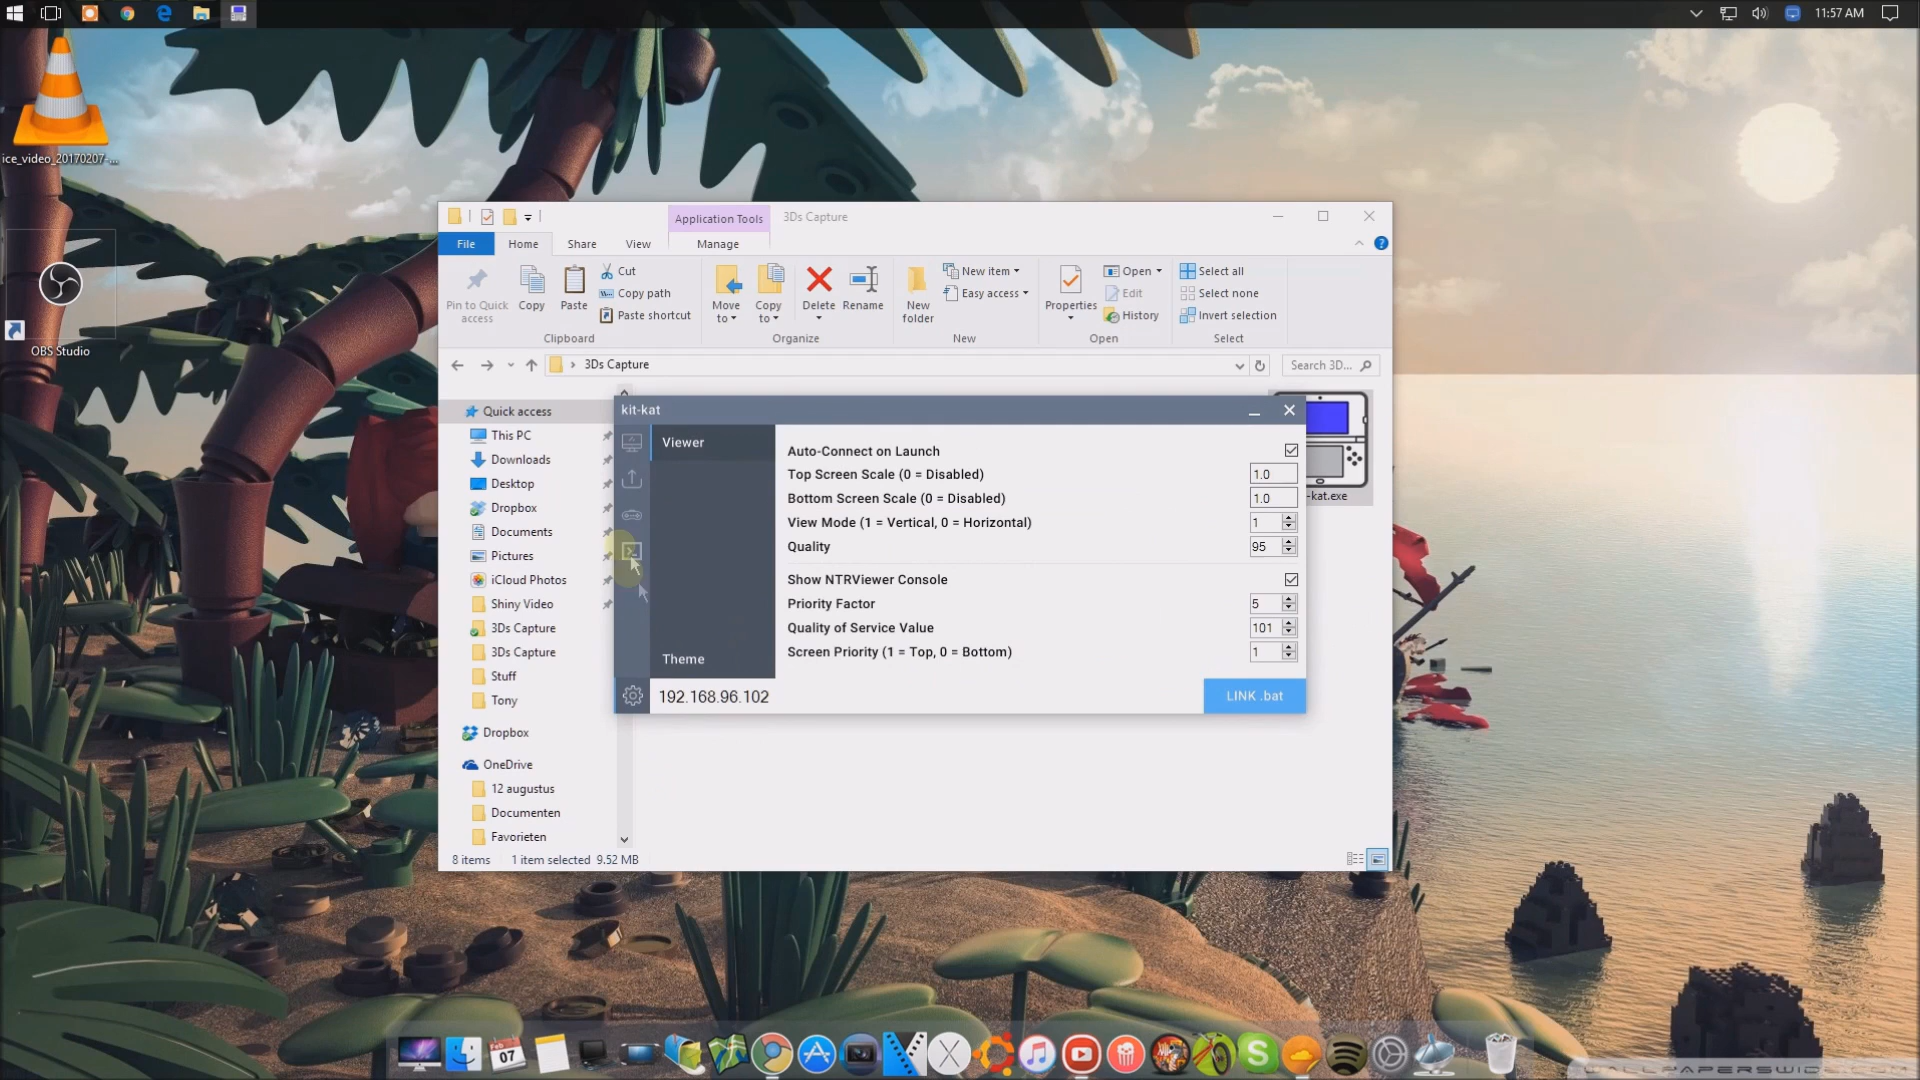 11:57 AM
ice_video_20170207-...
OBS Studio
Application Tools
3Ds Capture
File
Home
Share
View
Manage
Pin to Quick access
Copy
Paste
Cut
Copy path
Paste shortcut
Clipboard
Move to
Copy to
Delete
Rename
Organize
New folder
New item
Easy access
New
Properties
Open
Edit
History
Open
Select all
Select none
Invert selection
Select
3Ds Capture
Search 3D...
Quick access
This PC
Downloads
Desktop
Dropbox
Documents
Pictures
iCloud Photos
Shiny Video
3Ds Capture
3Ds Capture
Stuff
Tony
Dropbox
OneDrive
12 augustus
Documenten
Favorieten
8 items 1 item selected 9.52 MB
-kat.exe
kit-kat
Viewer
Theme
Auto-Connect on Launch
Top Screen Scale (0 = Disabled) 1.0
Bottom Screen Scale (0 = Disabled) 1.0
View Mode (1 = Vertical, 0 = Horizontal) 1
Quality 95
Show NTRViewer Console
Priority Factor 5
Quality of Service Value 101
Screen Priority (1 = Top, 0 = Bottom) 1
192.168.96.102
LINK .bat
Feb
07